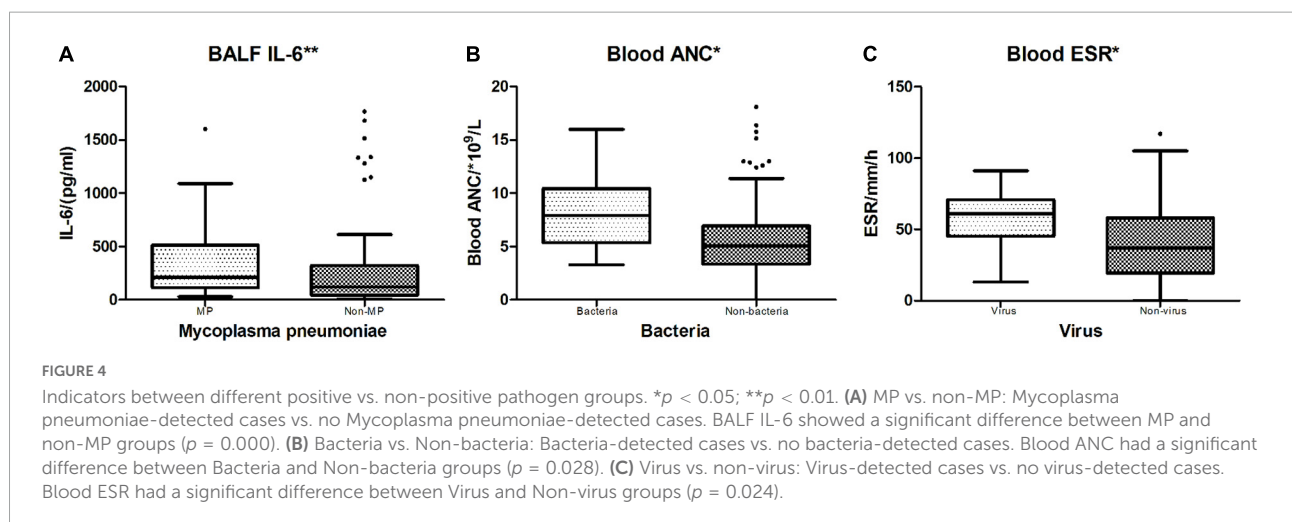 A
BALF IL-6**
2000
1500
1000
500
0
IL-6/(pg/ml)
MP
Non-MP
Mycoplasma pneumoniae
B
Blood ANC*
20
15
10
5
0
Blood ANC/*10^9/L
Bacteria
Non-bacteria
Bacteria
C
Blood ESR*
150
100
50
0
ESR/mm/h
Virus
Non-virus
Virus
FIGURE 4
Indicators between different positive vs. non-positive pathogen groups. *p < 0.05; **p < 0.01. (A) MP vs. non-MP: Mycoplasma
pneumoniae-detected cases vs. no Mycoplasma pneumoniae-detected cases. BALF IL-6 showed a significant difference between MP and
non-MP groups (p = 0.000). (B) Bacteria vs. Non-bacteria: Bacteria-detected cases vs. no bacteria-detected cases. Blood ANC had a significant
difference between Bacteria and Non-bacteria groups (p = 0.028). (C) Virus vs. non-virus: Virus-detected cases vs. no virus-detected cases.
Blood ESR had a significant difference between Virus and Non-virus groups (p = 0.024).